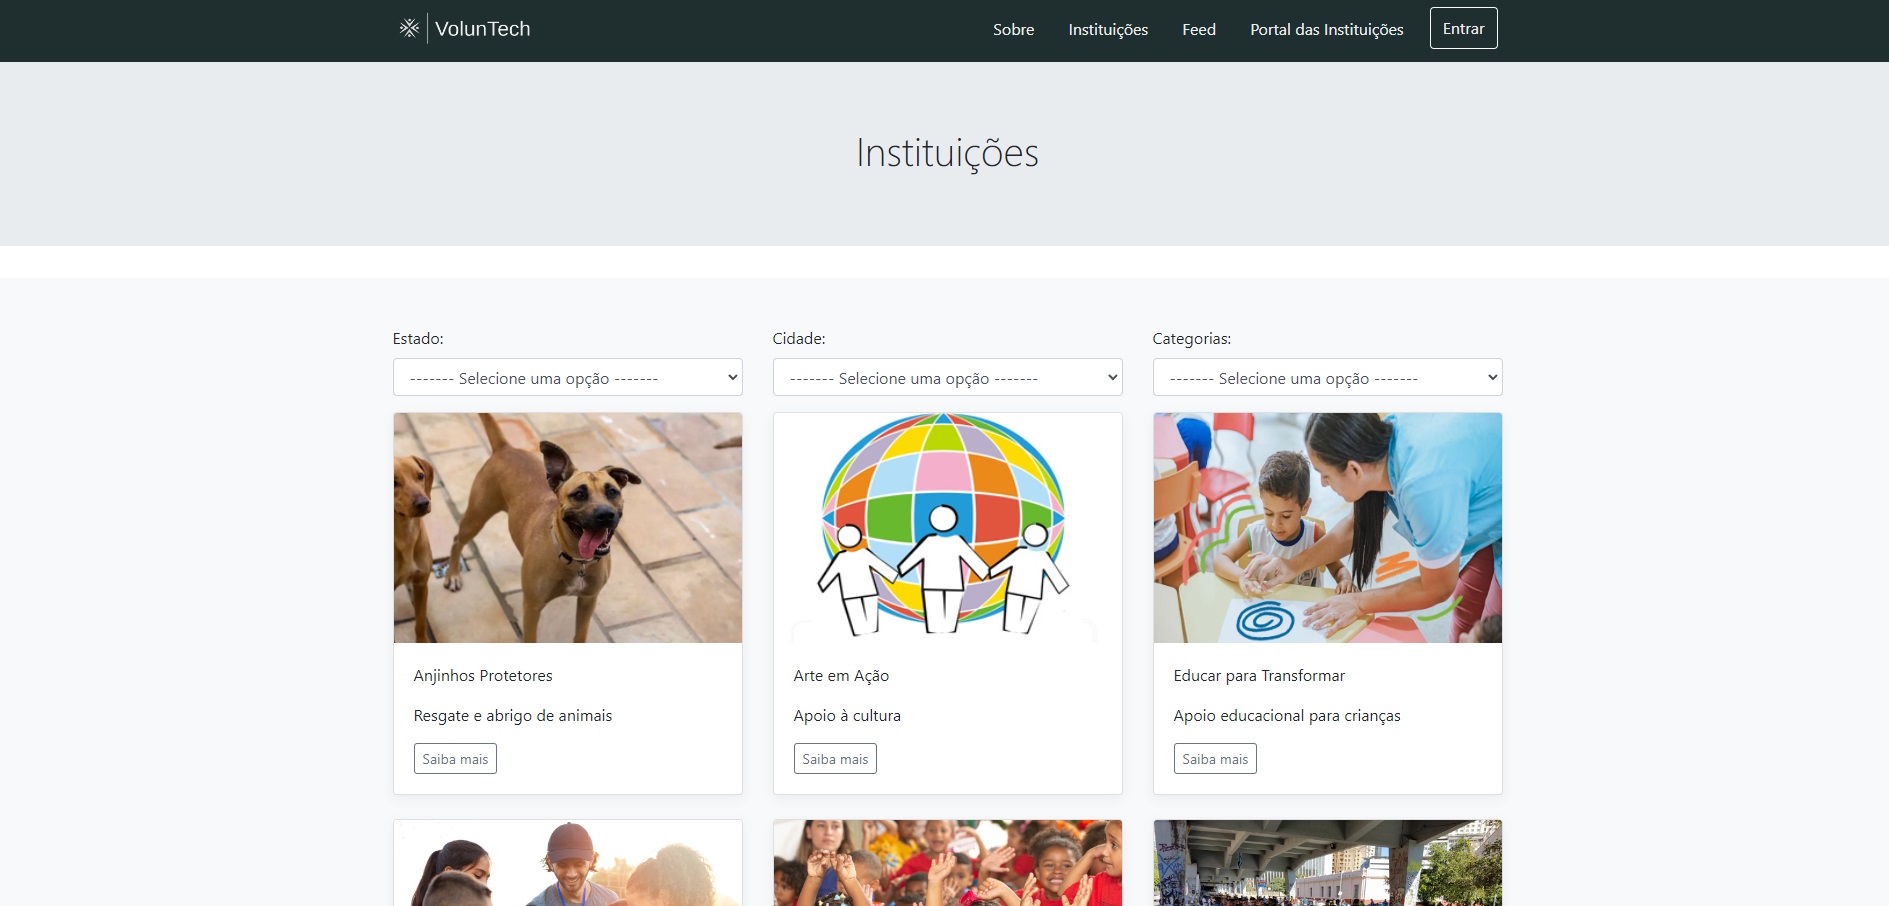 VolunTech
Sobre
Instituições
Feed
Portal das Instituições
Entrar
Instituições
Estado:
Cidade:
Categorias:
------- Selecione uma opção -------
------- Selecione uma opção -------
------- Selecione uma opção -------
Anjinhos Protetores
Resgate e abrigo de animais
Saiba mais
Arte em Ação
Apoio à cultura
Saiba mais
Educar para Transformar
Apoio educacional para crianças
Saiba mais